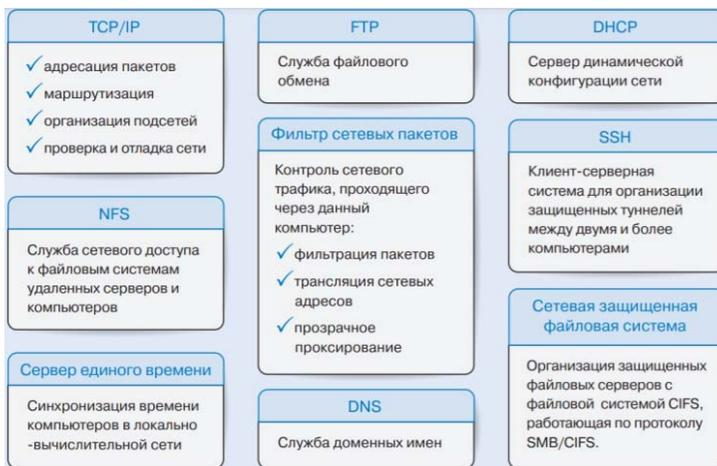 TCP/IP
адресация пакетов
маршрутизация
организация подсетей
проверка и отладка сети
NFS
Служба сетевого доступа
к файловым системам
удаленных серверов и
компьютеров
Сервер единого времени
Синхронизация времени
компьютеров в локально
-вычислительной сети
FTP
Служба файлового
обмена
Фильтр сетевых пакетов
Контроль сетевого
трафика, проходящего
через данный
компьютер:
фильтрация пакетов
трансляция сетевых
адресов
прозрачное
проксирование
DNS
Служба доменных имен
DHCP
Сервер динамической
конфигурации сети
SSH
Клиент-серверная
система для организации
защищенных туннелей
между двумя и более
компьютерами
Сетевая защищенная
файловая система
Организация защищенных
файловых серверов с
файловой системой CIFS,
работающая по протоколу
SMB/CIFS.